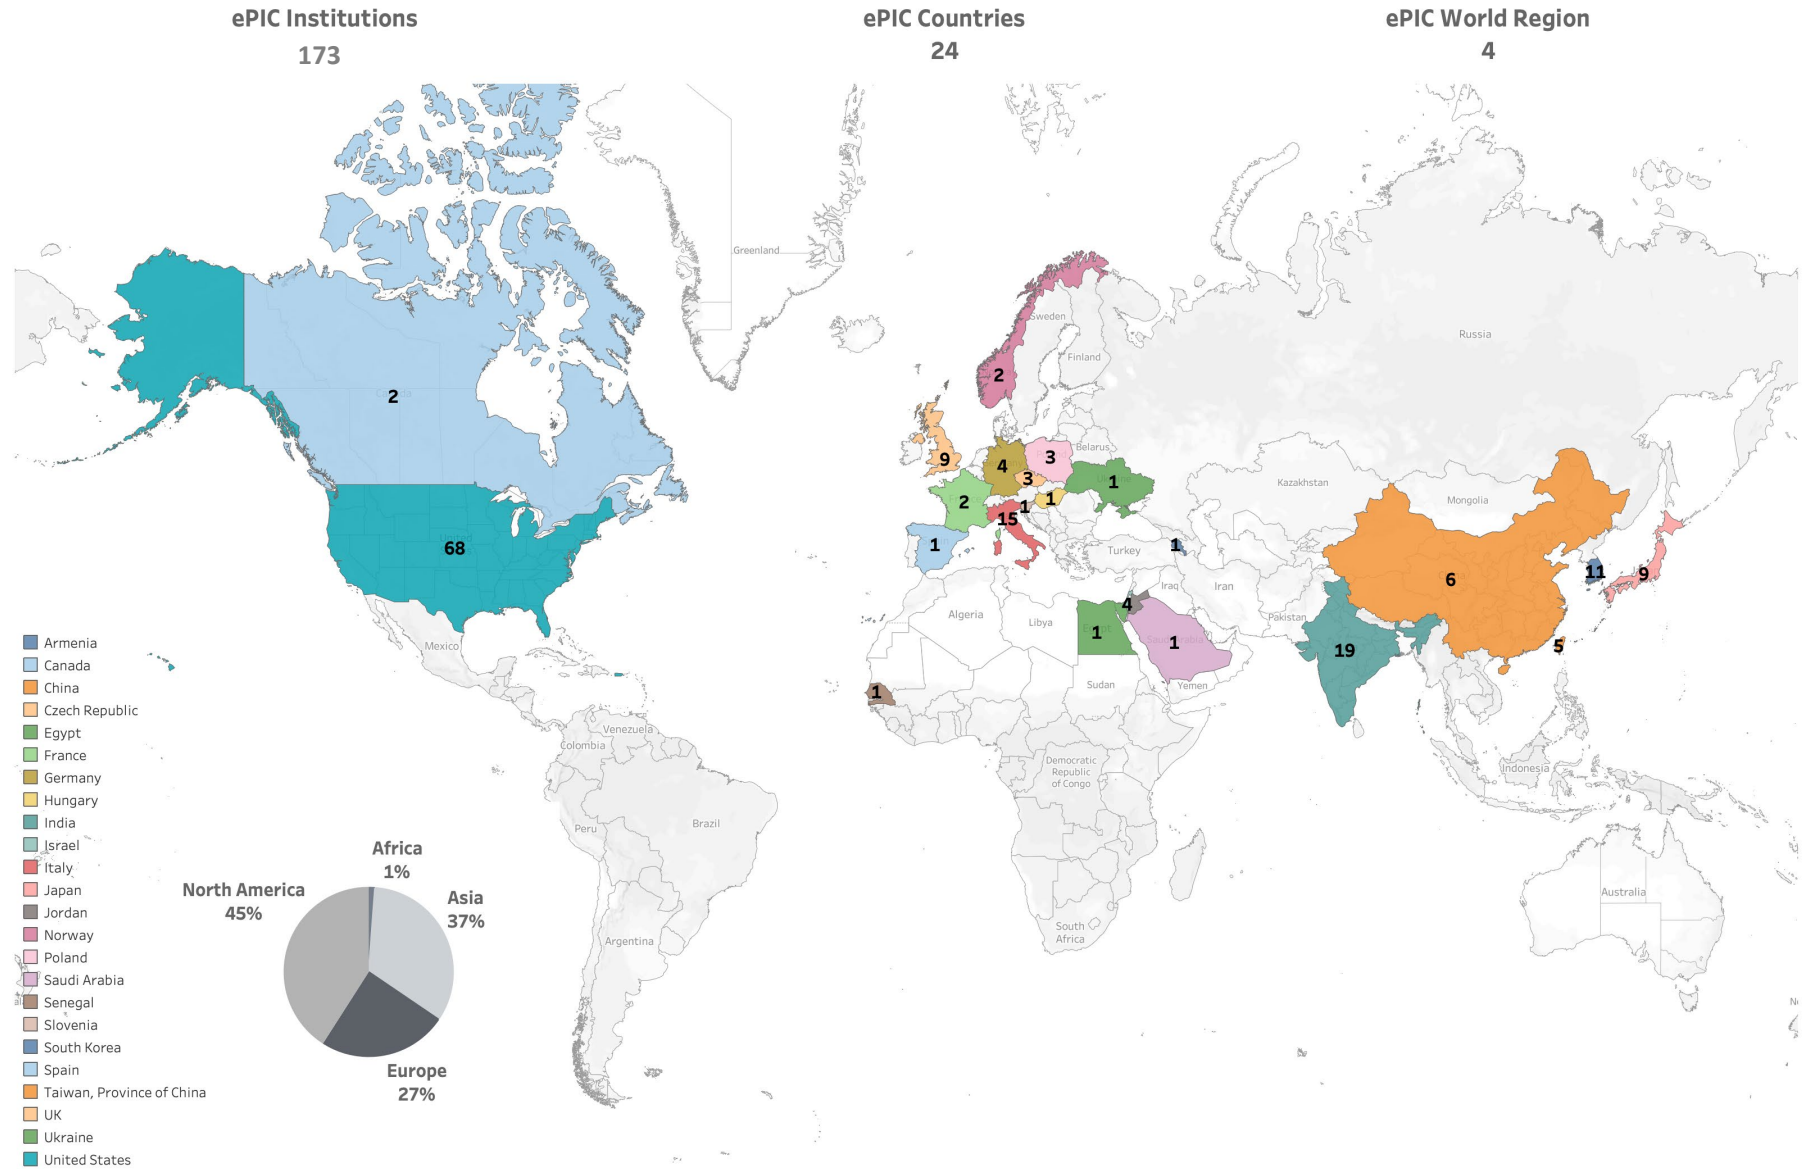 ePIC Institutions
173
ePIC Countries
24
ePIC World Region
4
Greenland
Sweden
Finland
Russia
2
2
Belarus
9
4
3
3
1
Kazakhstan
Mongolia
2
1
1
15
68
1
Turkey
1
11
9
6
Iraq
Iran
Algeria
Libya
4
Pakistan
1
Egypt
1
Saudi Arabia
19
5
Mexico
Sudan
Yemen
1
Venezuela
Colombia
Democratic
Republic
of Congo
Indonesia
Peru
Brazil
Australia
South
Africa
Argentina
Armenia
Canada
China
Czech Republic
Egypt
France
Germany
Hungary
India
Israel
Italy
Japan
Jordan
Norway
Poland
Saudi Arabia
Senegal
Slovenia
South Korea
Spain
Taiwan, Province of China
UK
Ukraine
United States
Africa
1%
North America
45%
Asia
37%
Europe
27%